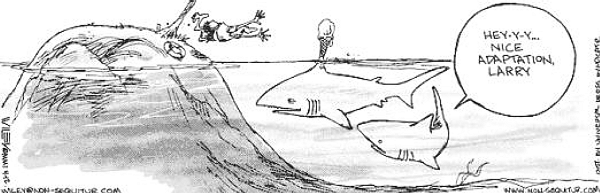 HEY-Y-Y...
NICE
ADAPTATION,
LARRY
WILEY@NON-SEQUITUR.COM
WWW.NON-SEQUITUR.COM